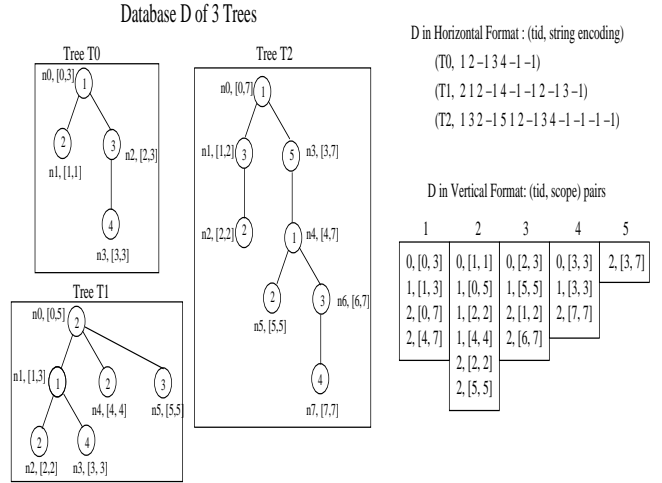 Database D of 3 Trees
Tree T0
n0, [0,3]
1
2
3
n2, [2,3]
n1, [1,1]
4
n3, [3,3]
Tree T1
n0, [0,5]
2
n1, [1,3]
1
2
3
n4, [4, 4]
n5, [5,5]
2
4
n2, [2,2]
n3, [3, 3]
Tree T2
n0, [0,7]
1
n1, [1,2]
3
5
n3, [3,7]
n2, [2,2]
2
1
n4, [4,7]
2
3
n6, [6,7]
n5, [5,5]
4
n7, [7,7]
D in Horizontal Format : (tid, string encoding)
(T0, 1 2 –1 3 4 –1 –1)
(T1, 2 1 2 –1 4 –1 –1 2 –1 3 –1)
(T2, 1 3 2 –1 5 1 2 –1 3 4 –1 –1 –1 –1)
D in Vertical Format: (tid, scope) pairs
1 2 3 4 5
0, [0, 3] 0, [1, 1] 0, [2, 3] 0, [3, 3] 2, [3, 7]
1, [1, 3] 1, [0, 5] 1, [5, 5] 1, [3, 3]
2, [0, 7] 1, [2, 2] 2, [1, 2] 2, [7, 7]
2, [4, 7] 1, [4, 4] 2, [6, 7]
2, [2, 2]
2, [5, 5]